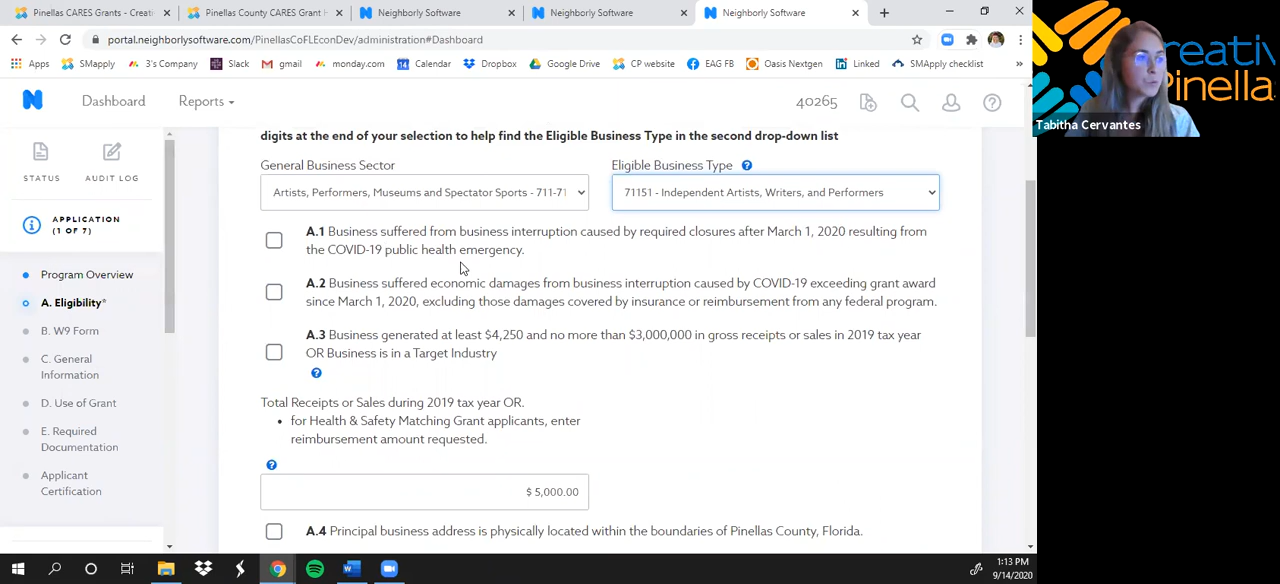 Pinellas CARES Grants - Creati
Pinellas County CARES Grant H
Neighborly Software
Neighborly Software
Neighborly Software
portal.neighborlysoftware.com/PinellasCoFLEconDev/administration#Dashboard
Apps
SMapply
3's Company
Slack
gmail
monday.com
Calendar
Dropbox
Google Drive
CP website
EAG FB
Oasis Nextgen
Linked
SMApply checklist
»
Creativ
Pinella
Tabitha Cervantes
Dashboard
Reports
40265
STATUS
AUDIT LOG
APPLICATION
(1 OF 7)
Program Overview
A. Eligibility*
B. W9 Form
C. General
Information
D. Use of Grant
E. Required
Documentation
Applicant
Certification
digits at the end of your selection to help find the Eligible Business Type in the second drop-down list
General Business Sector
Eligible Business Type
Artists, Performers, Museums and Spectator Sports - 711-71
71151 - Independent Artists, Writers, and Performers
A.1 Business suffered from business interruption caused by required closures after March 1, 2020 resulting from
the COVID-19 public health emergency.
A.2 Business suffered economic damages from business interruption caused by COVID-19 exceeding grant award
since March 1, 2020, excluding those damages covered by insurance or reimbursement from any federal program.
A.3 Business generated at least $4,250 and no more than $3,000,000 in gross receipts or sales in 2019 tax year
OR Business is in a Target Industry
Total Receipts or Sales during 2019 tax year OR.
• for Health & Safety Matching Grant applicants, enter
reimbursement amount requested.
$ 5,000.00
A.4 Principal business address is physically located within the boundaries of Pinellas County, Florida.
1:13 PM
9/14/2020